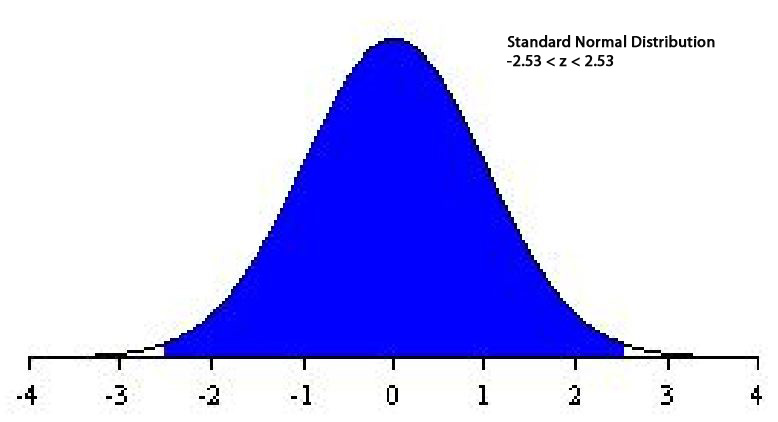 Standard Normal Distribution
-2.53 < z < 2.53
-4 -3 -2 -1 0 1 2 3 4